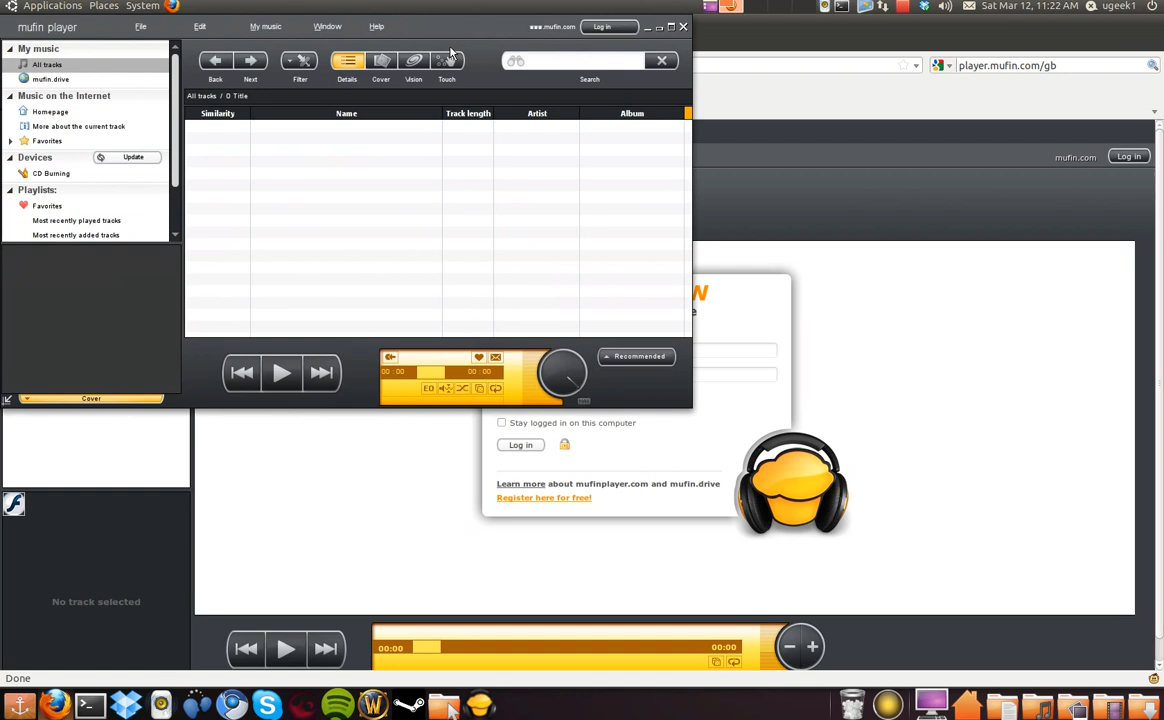 Applications Places System
Sat Mar 12, 11:22 AM ugeek1
mufin player File Edit My music Window Help www.mufin.com Log in
My music
All tracks
mufin.drive
Music on the Internet
Homepage
More about the current track
Favorites
Devices Update
CD Burning
Playlists:
Favorites
Most recently played tracks
Most recently added tracks
Back Next Filter Details Cover Vision Touch Search
All tracks / 0 Title
Similarity Name Track length Artist Album
00 : 00 00 : 00
EQ
Recommended
Cover
player.mufin.com/gb
mufin.com Log in
Stay logged in on this computer
Log in
Learn more about mufinplayer.com and mufin.drive
Register here for free!
No track selected
00:00 00:00
Done